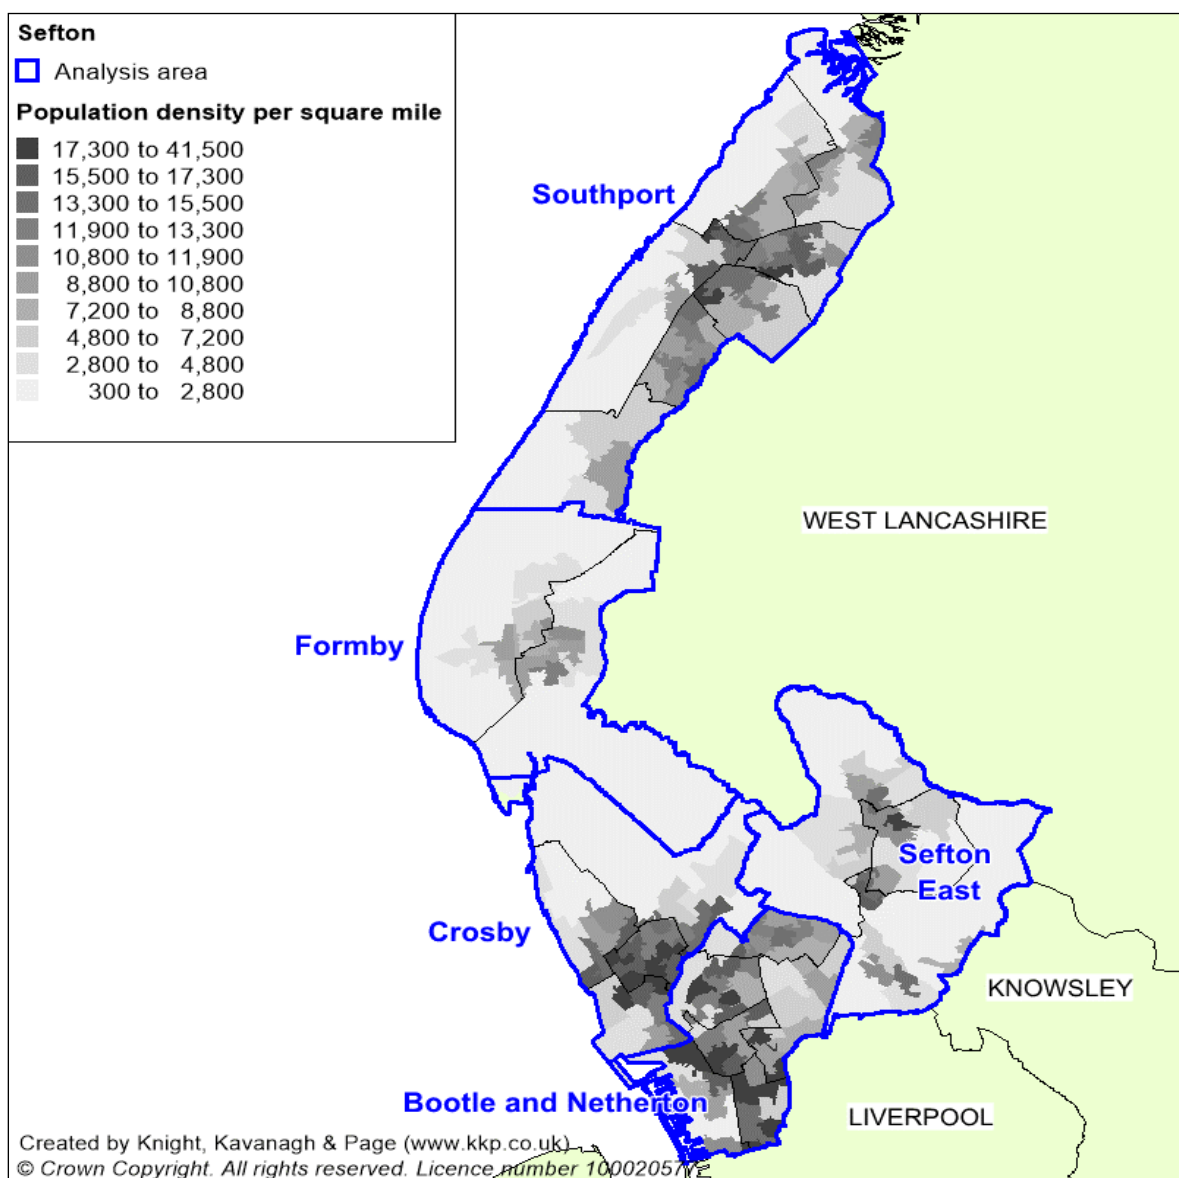 Sefton
Analysis area
Population density per square mile
17,300 to 41,500
15,500 to 17,300
13,300 to 15,500
11,900 to 13,300
10,800 to 11,900
8,800 to 10,800
7,200 to 8,800
4,800 to 7,200
2,800 to 4,800
300 to 2,800
Southport
WEST LANCASHIRE
Formby
Sefton
East
Crosby
KNOWSLEY
Bootle and Netherton
LIVERPOOL
Created by Knight, Kavanagh & Page (www.kkp.co.uk)
© Crown Copyright. All rights reserved. Licence number 100020577